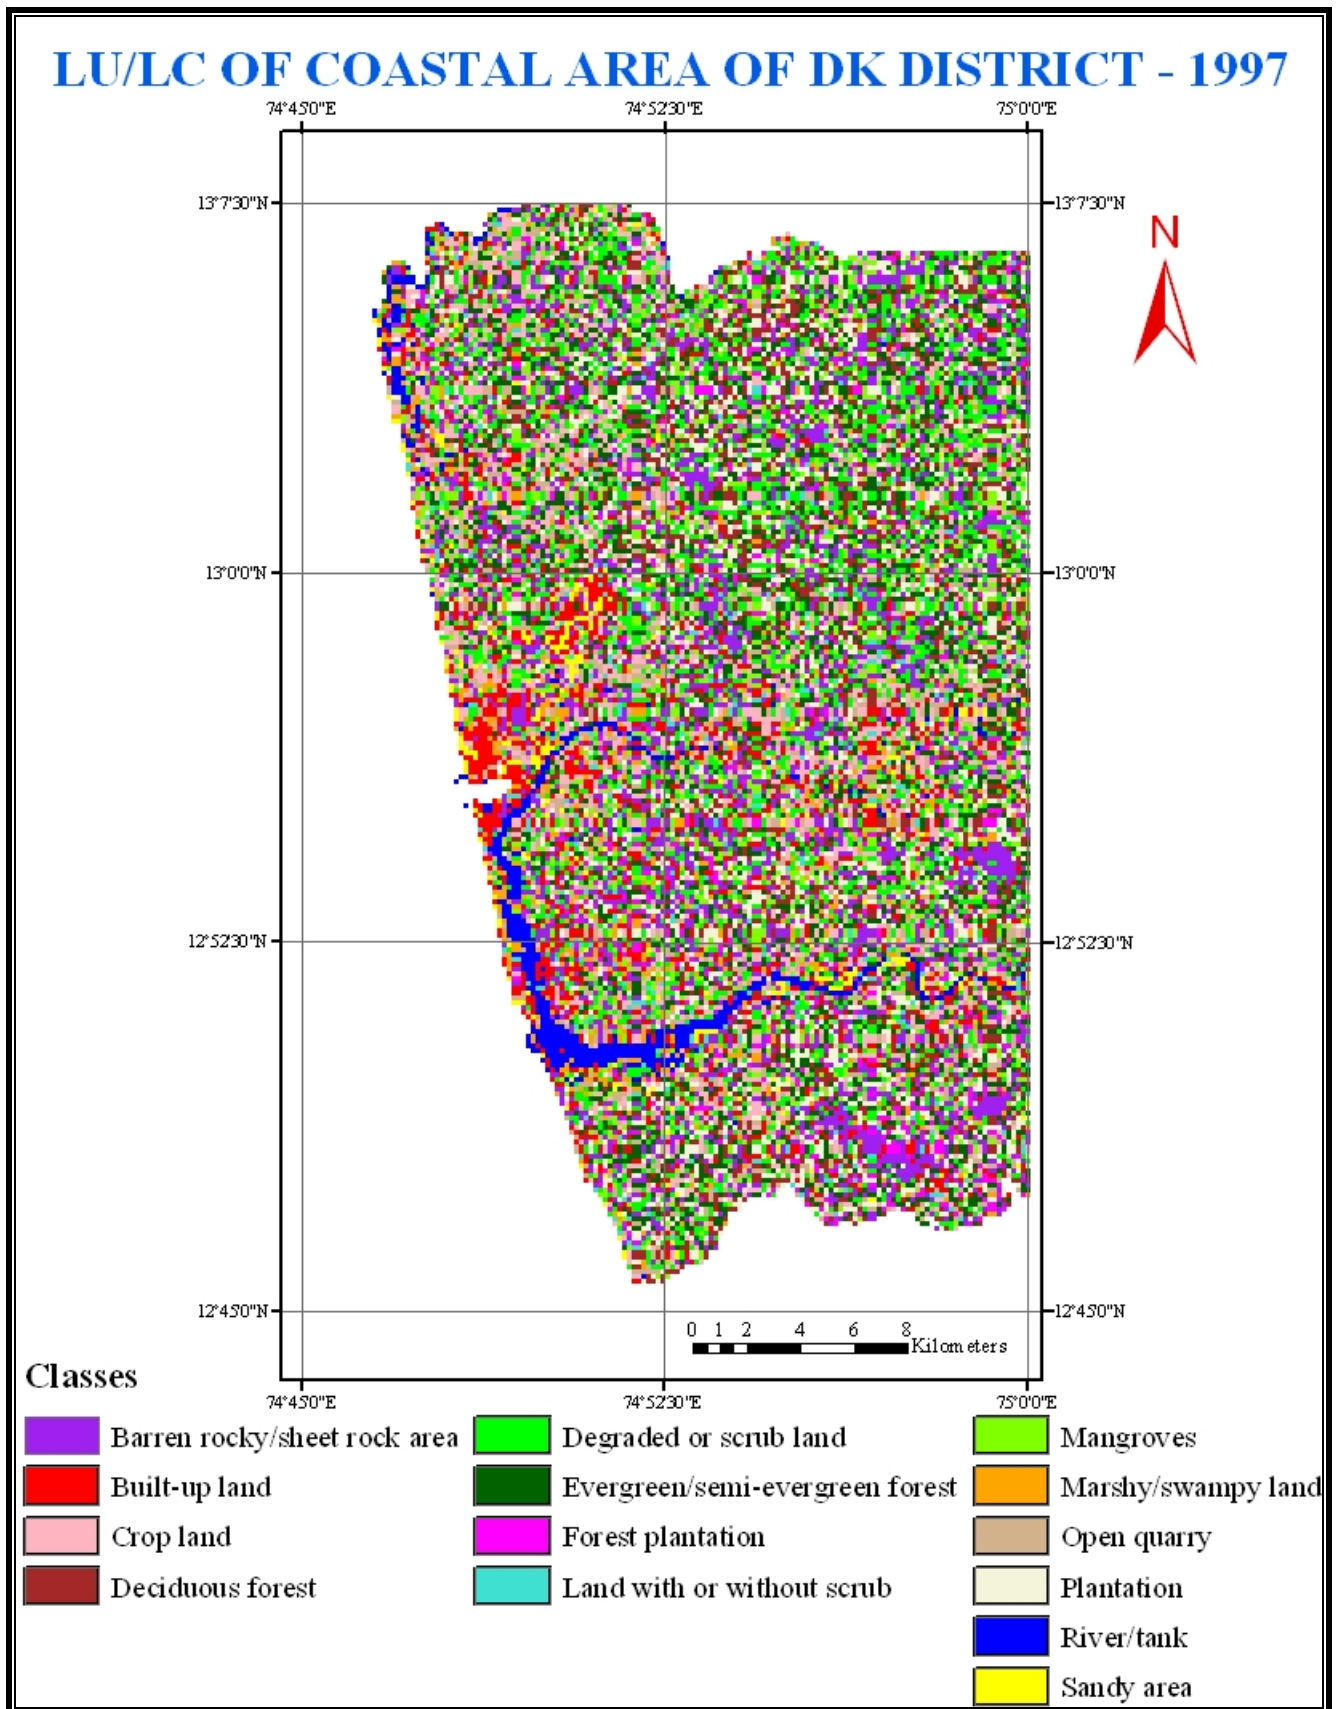 LU/LC OF COASTAL AREA OF DK DISTRICT - 1997
74°45'0"E 74°52'30"E 75°0'0"E
13°7'30"N 13°7'30"N
N
13°0'0"N 13°0'0"N
12°52'30"N 12°52'30"N
12°45'0"N 12°45'0"N
0 1 2 4 6 8
Kilometers
Classes
74°45'0"E 74°52'30"E 75°0'0"E
Barren rocky/sheet rock area Degraded or scrub land Mangroves
Built-up land Evergreen/semi-evergreen forest Marshy/swampy land
Crop land Forest plantation Open quarry
Deciduous forest Land with or without scrub Plantation
River/tank
Sandy area